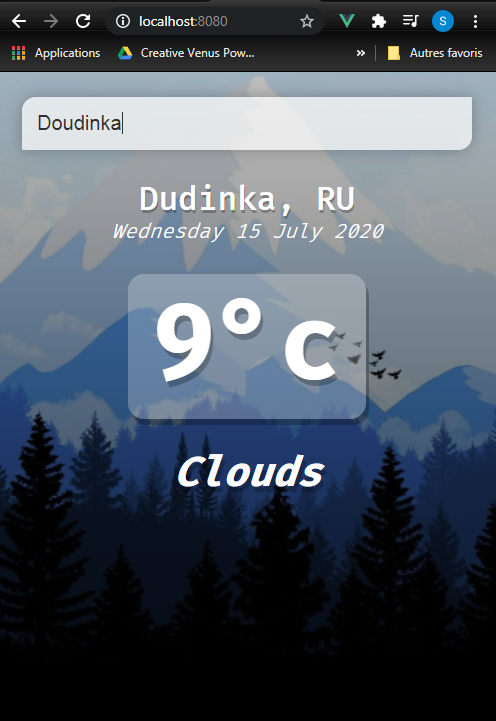 localhost:8080
S
Applications
Creative Venus Pow...
»
Autres favoris
Doudinka
Dudinka, RU
Wednesday 15 July 2020
9°c
Clouds